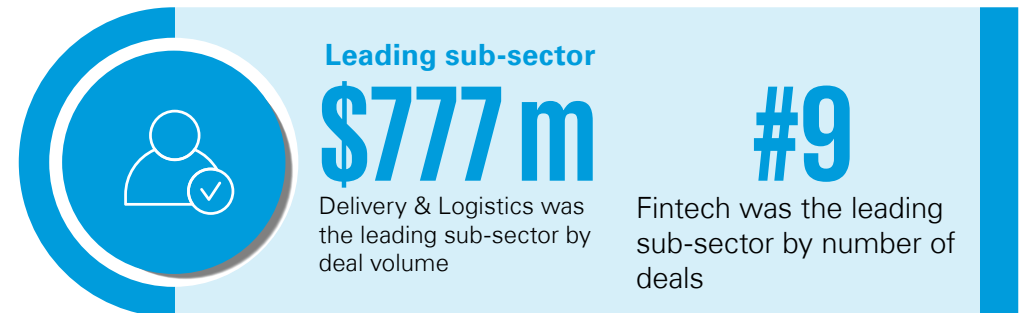 Leading sub-sector
$777 m
Delivery & Logistics was
the leading sub-sector by
deal volume
#9
Fintech was the leading
sub-sector by number of
deals